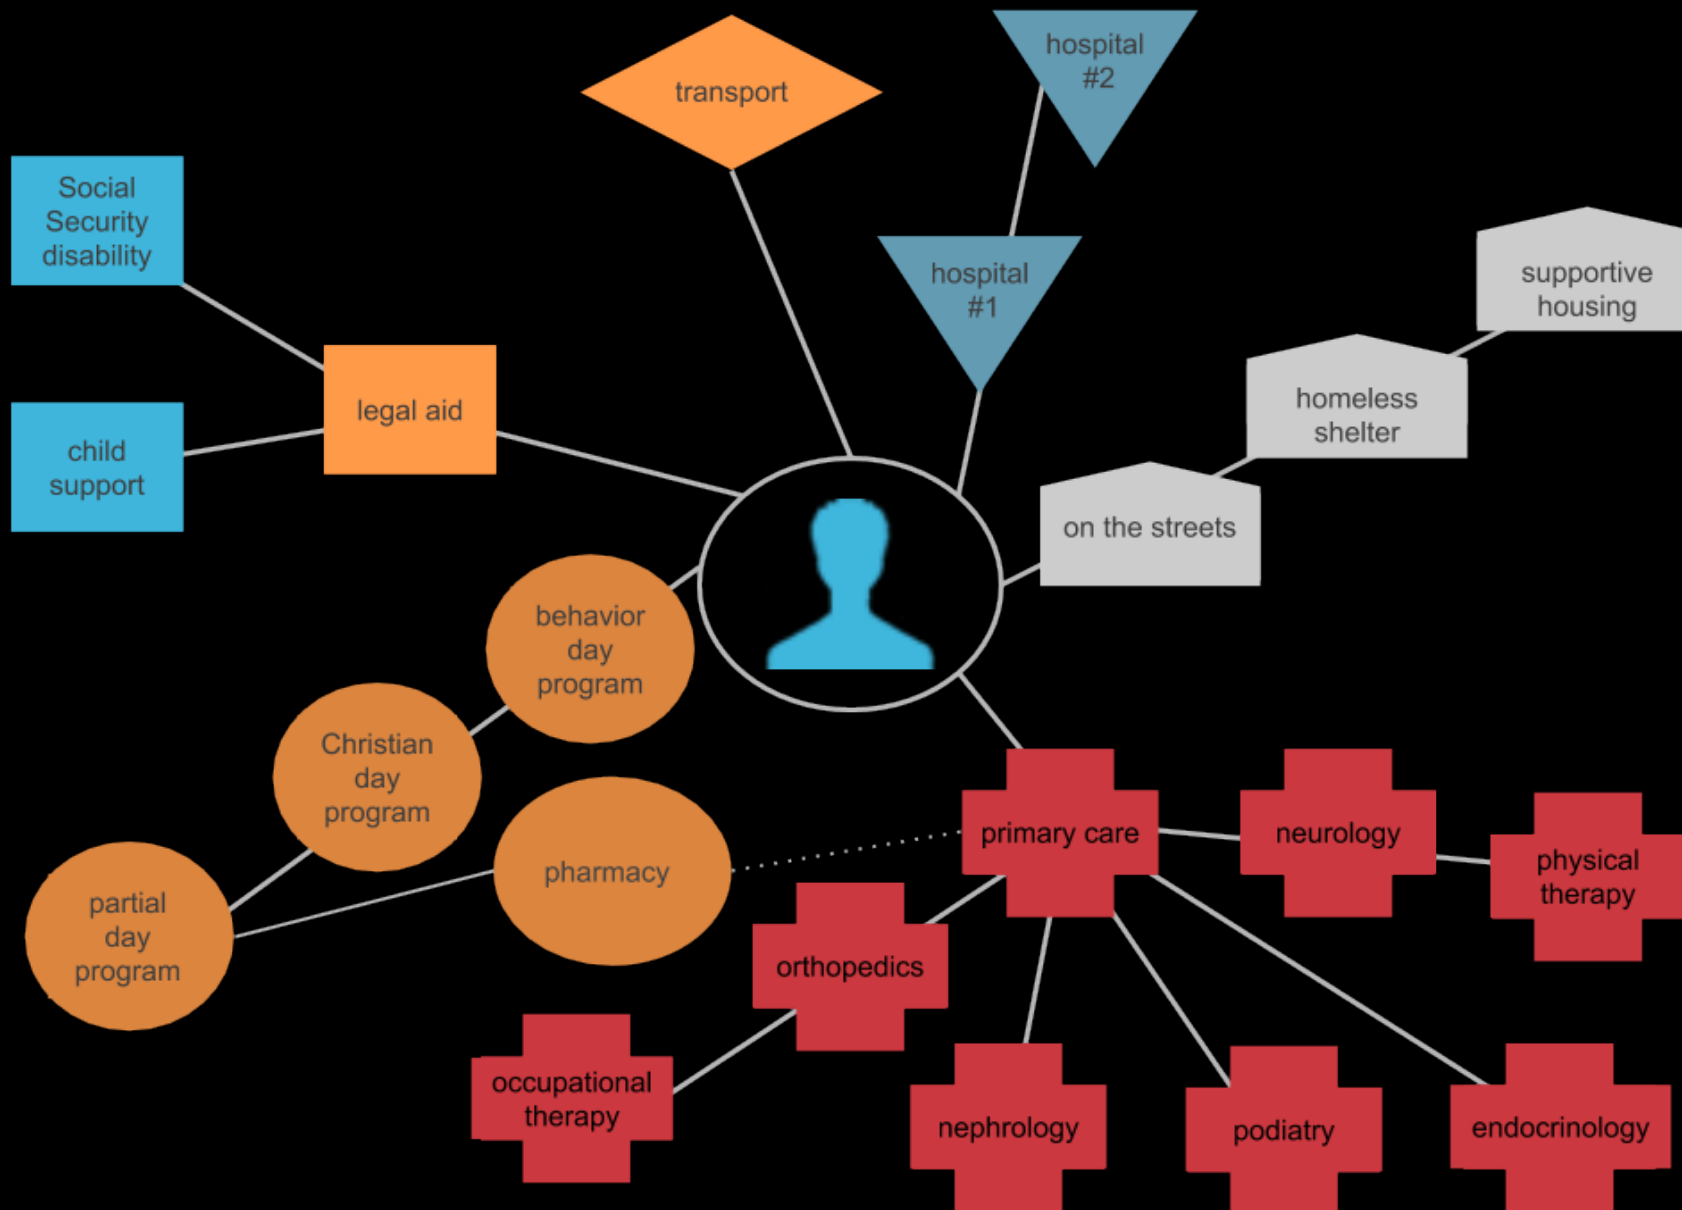 transport
hospital
#2
Social
Security
disability
hospital
#1
supportive
housing
legal aid
homeless
shelter
child
support
on the streets
behavior
day
program
Christian
day
program
pharmacy
primary care
neurology
physical
therapy
partial
day
program
orthopedics
occupational
therapy
nephrology
podiatry
endocrinology